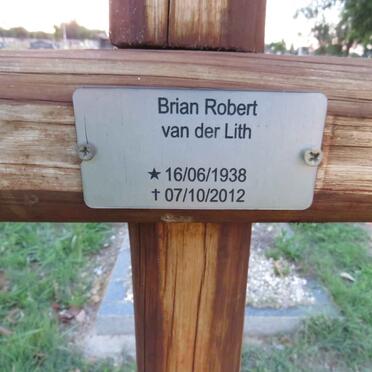 Brian Robert
van der Lith
★ 16/06/1938
✝ 07/10/2012